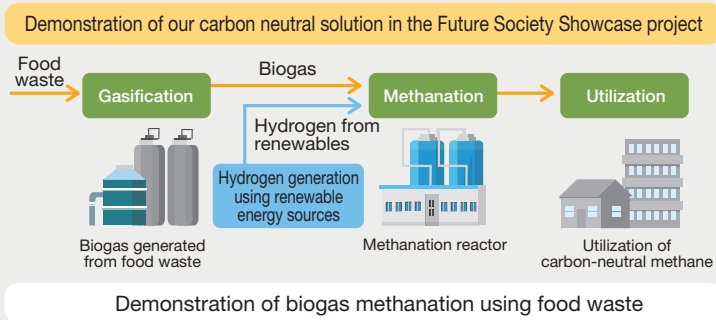 Demonstration of our carbon neutral solution in the Future Society Showcase project
Food
waste
Gasification
Biogas
Methanation
Utilization
Hydrogen from
renewables
Hydrogen generation
using renewable
energy sources
Biogas generated
from food waste
Methanation reactor
Utilization of
carbon-neutral methane
Demonstration of biogas methanation using food waste